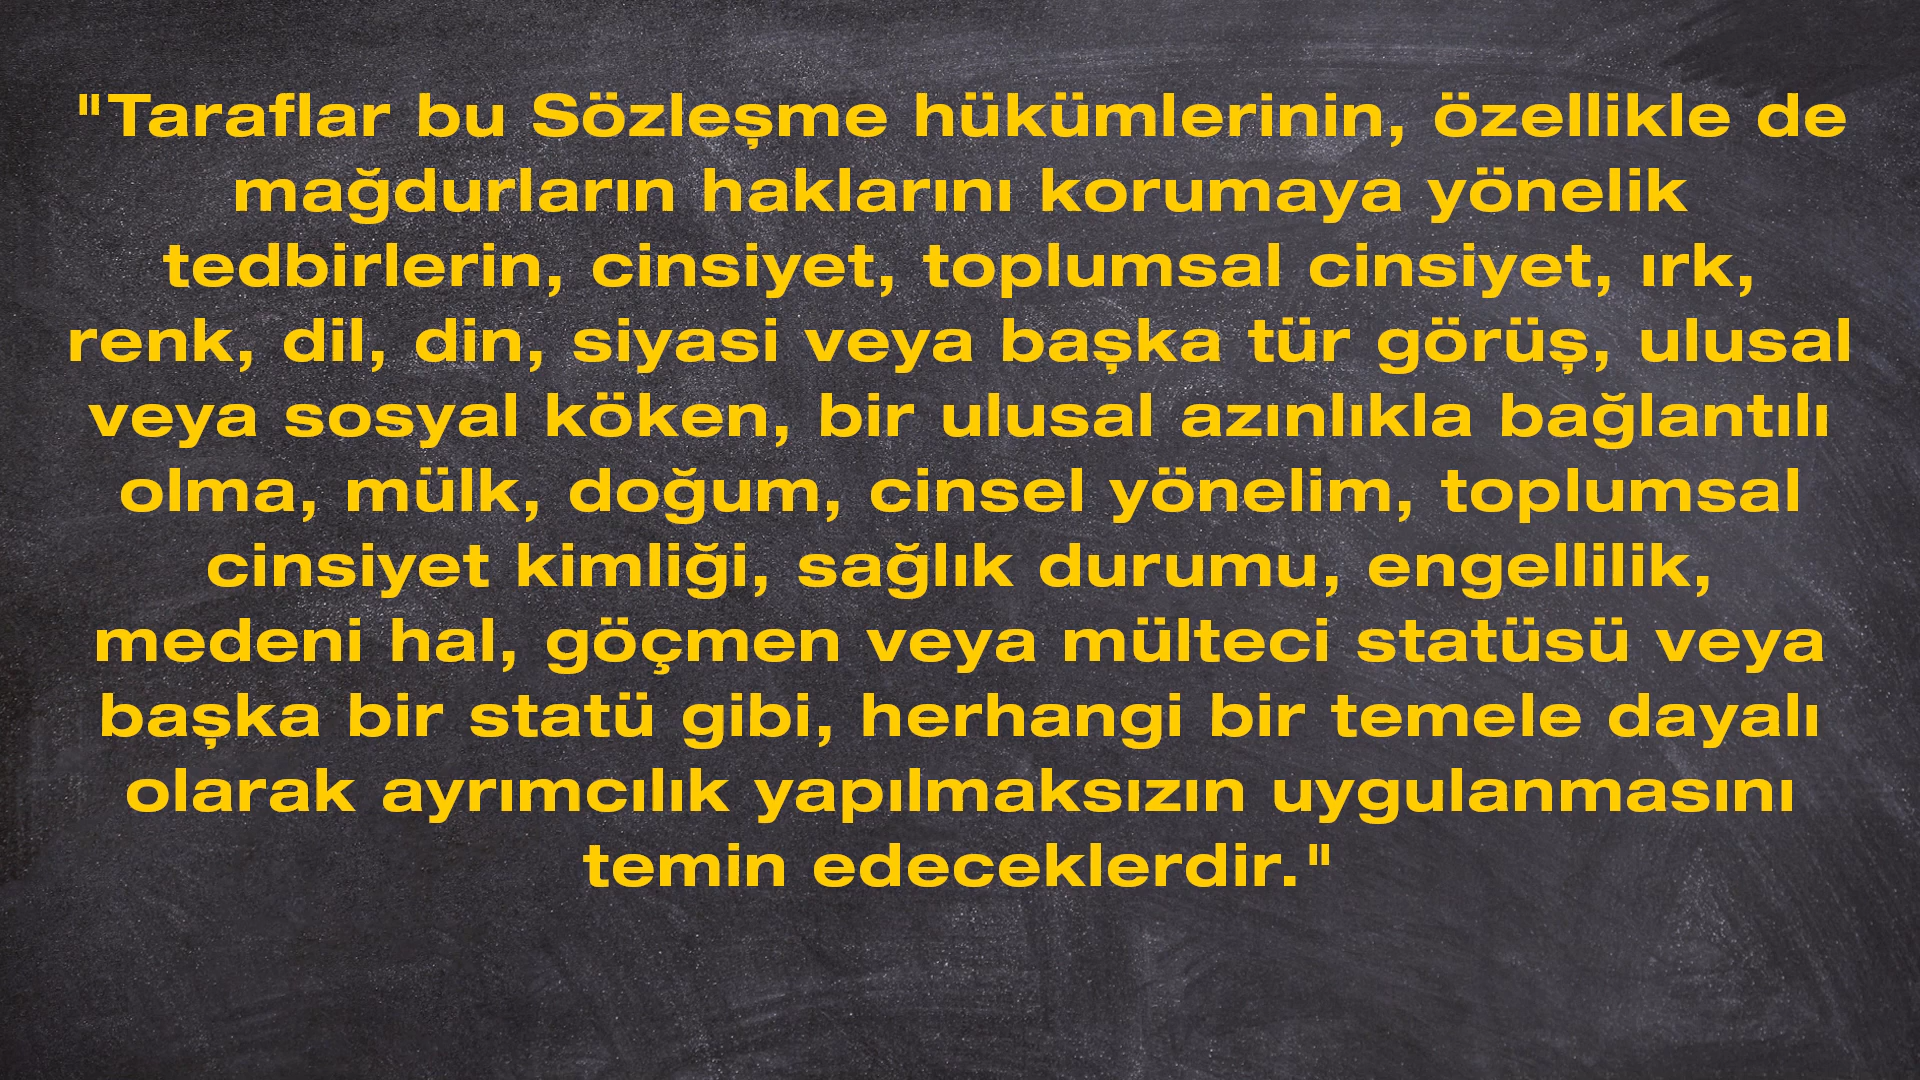 "Taraflar bu Sözleşme hükümlerinin, özellikle de
mağdurların haklarını korumaya yönelik
tedbirlerin, cinsiyet, toplumsal cinsiyet, ırk,
renk, dil, din, siyasi veya başka tür görüş, ulusal
veya sosyal köken, bir ulusal azınlıkla bağlantılı
olma, mülk, doğum, cinsel yönelim, toplumsal
cinsiyet kimliği, sağlık durumu, engellilik,
medeni hal, göçmen veya mülteci statüsü veya
başka bir statü gibi, herhangi bir temele dayalı
olarak ayrımcılık yapılmaksızın uygulanmasını
temin edeceklerdir."